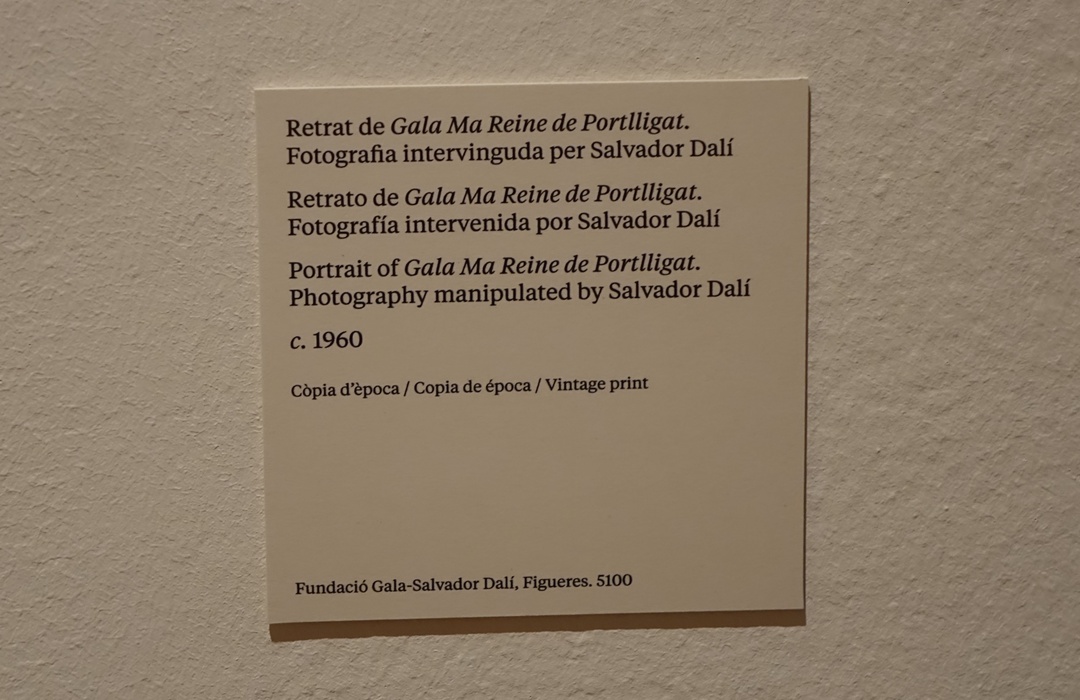 Retrat de Gala Ma Reine de Portlligat.
Fotografia intervinguda per Salvador Dalí
Retrato de Gala Ma Reine de Portlligat.
Fotografía intervenida por Salvador Dalí
Portrait of Gala Ma Reine de Portlligat.
Photography manipulated by Salvador Dalí
c. 1960
Còpia d’època / Copia de época / Vintage print
Fundació Gala-Salvador Dalí, Figueres. 5100